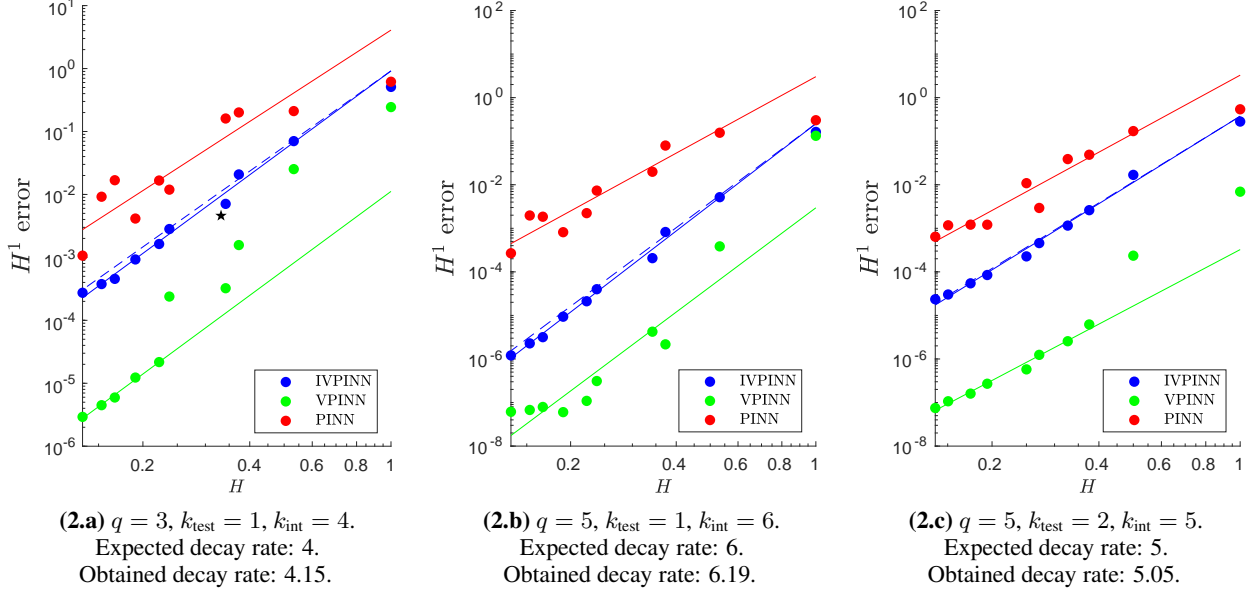 10^1
10^0
10^-1
10^-2
10^-3
10^-4
10^-5
10^-6
H^1 error
0.2 0.4 0.6 0.8 1
H
IVPINN
VPINN
PINN
(2.a) q = 3, k_test = 1, k_int = 4.
Expected decay rate: 4.
Obtained decay rate: 4.15.
10^2
10^0
10^-2
10^-4
10^-6
10^-8
H^1 error
0.2 0.4 0.6 0.8 1
H
IVPINN
VPINN
PINN
(2.b) q = 5, k_test = 1, k_int = 6.
Expected decay rate: 6.
Obtained decay rate: 6.19.
10^2
10^0
10^-2
10^-4
10^-6
10^-8
H^1 error
0.2 0.4 0.6 0.8 1
H
IVPINN
VPINN
PINN
(2.c) q = 5, k_test = 2, k_int = 5.
Expected decay rate: 5.
Obtained decay rate: 5.05.